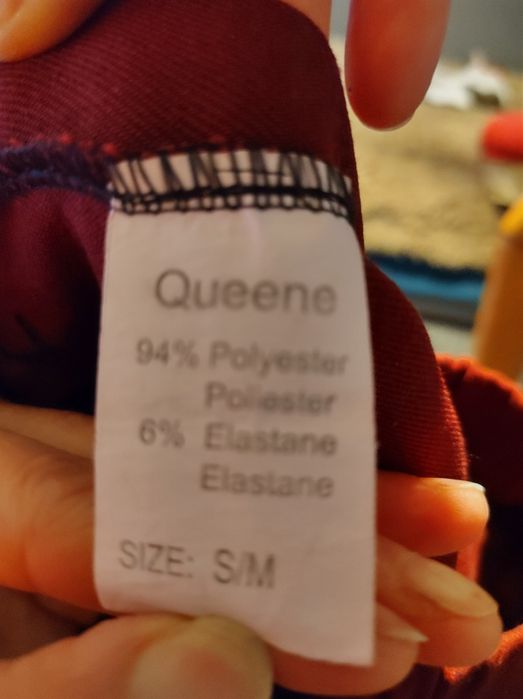 Queene
94% Polyester
Poliester
6% Elastane
Elastane
SIZE: S/M